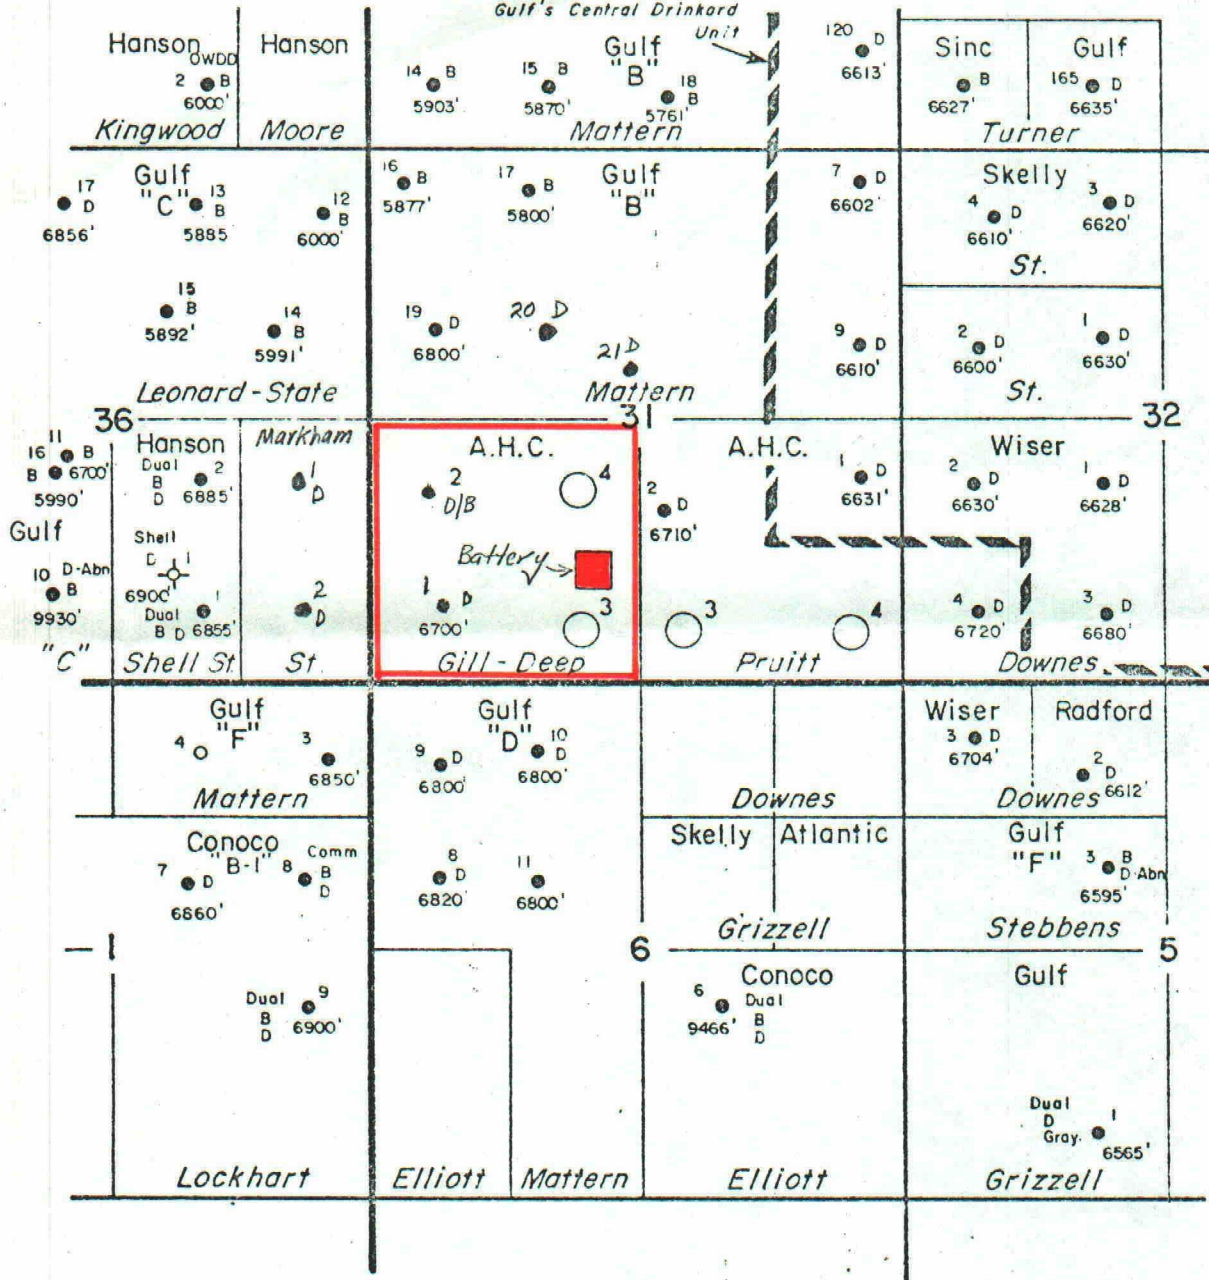 Gulf's Central Drinkard
Unit
Hanson
OWDD
2 B
6000'
Kingwood
Hanson
Moore
Gulf
"B"
14 B
5903'
15 B
5870'
18
B
5761'
Mattern
120 D
6613'
Sinc
B
6627'
Gulf
165 D
6635'
Turner
Gulf
"C"
17
D
6856'
13
B
5885
12
B
6000'
15
B
5892'
14
B
5991'
Leonard-State
Gulf
"B"
16 B
5877'
17 B
5800'
19 D
6800'
20 D
21 D
Mattern
7 D
6602'
9 D
6610'
Skelly
4 D
6610'
3 D
6620'
St.
2 D
6600'
1 D
6630'
St.
36
31
32
11
B
6700'
16
B
5990'
Gulf
10 D-Abn
B
9930'
"C"
Hanson
Dual
B
D
2
6885'
Shell
D 1
6900'
Dual
B D
1
6855'
Shell St.
Markham
1
D
2
D
St.
A.H.C.
2
D/B
4
Battery
1 D
6700'
3
Gill-Deep
A.H.C.
2 D
6710'
1 D
6631'
3
4
Pruitt
Wiser
2 D
6630'
1 D
6628'
4 D
6720'
3 D
6680'
Downes
Gulf
"F"
4
3
6850'
Mattern
Gulf
"D"
9 D
6800'
10
D
6800'
8
D
6820'
11
6800'
Downes
Wiser
3 D
6704'
Radford
2
D
6612'
Downes
Conoco
"B-1"
7 D
6860'
8
Comm
B
D
Skelly
Atlantic
Grizzell
Gulf
"F"
3 B
D-Abn
6595'
Stebbens
1
6
5
Dual
B
D
9
6900'
Lockhart
Elliott
Mattern
Conoco
6
9466'
Dual
B
D
Elliott
Gulf
Dual
D
Gray.
1
6565'
Grizzell